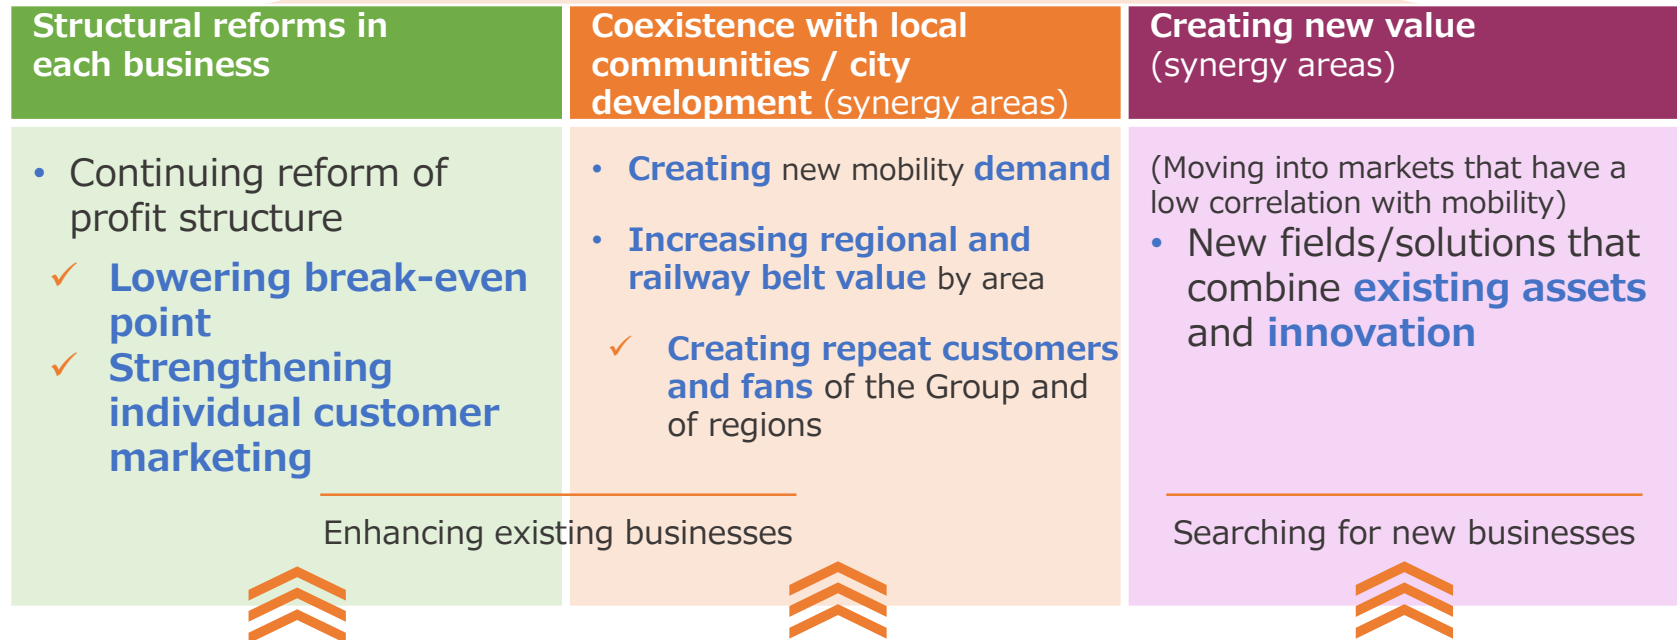 Structural reforms in
each business
• Continuing reform of
profit structure
✓ Lowering break-even
point
✓ Strengthening
individual customer
marketing
Coexistence with local
communities / city
development (synergy areas)
• Creating new mobility demand
• Increasing regional and
railway belt value by area
✓ Creating repeat customers
and fans of the Group and
of regions
Enhancing existing businesses
Creating new value
(synergy areas)
(Moving into markets that have a
low correlation with mobility)
• New fields/solutions that
combine existing assets
and innovation
Searching for new businesses